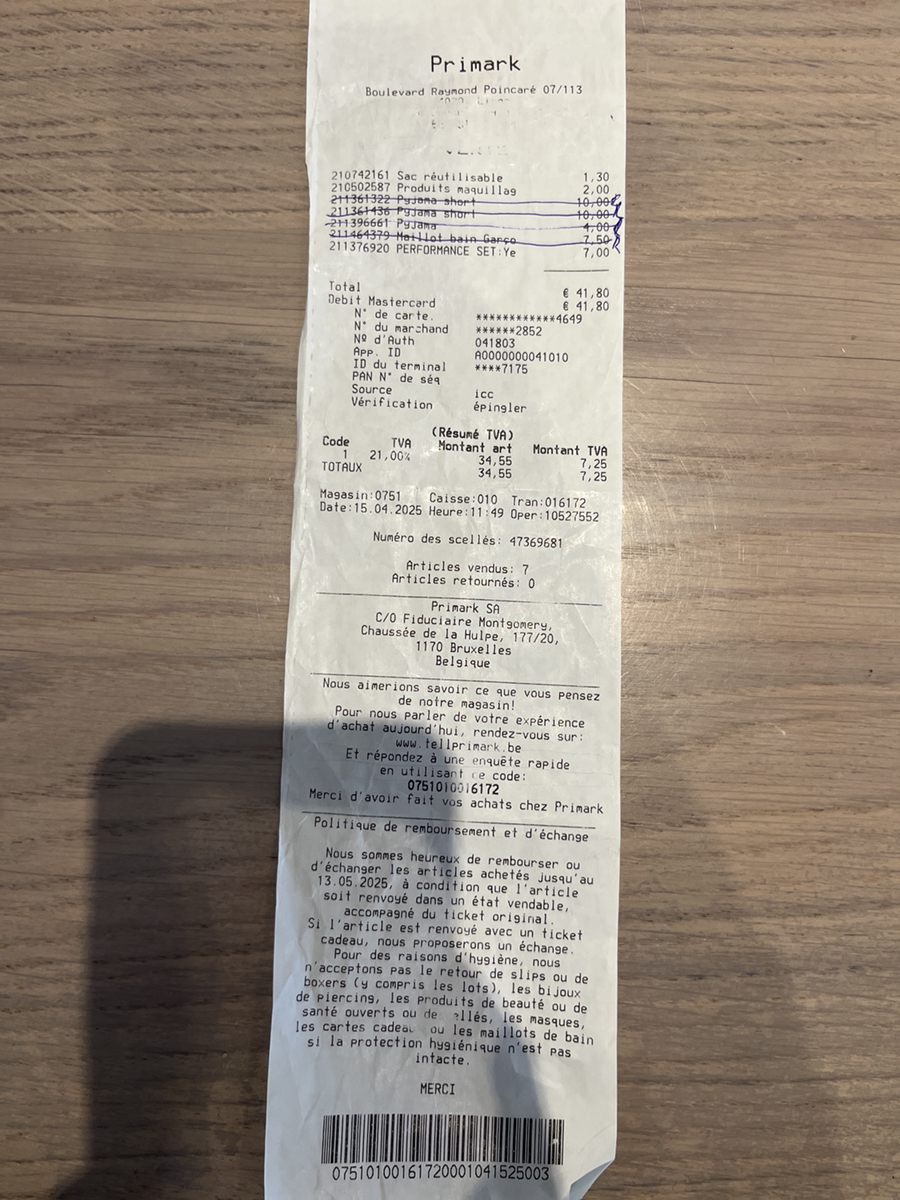 Primark
Boulevard Raymond Poincaré 07/113
210742161 Sac réutilisable 1,30
210502587 Produits maquillag 2,00
211361322 Pyjama short 10,00
211361436 Pyjama short 10,00
211396661 Pyjama 4,00
211464379 Maillot bain Garço 7,50
211376920 PERFORMANCE SET:Ye 7,00
Total € 41,80
Debit Mastercard € 41,80
N° de carte. ************4649
N° du marchand ******2852
Nº d'Auth 041803
App. ID A0000000041010
ID du terminal ****7175
PAN N° de séq
Source icc
Vérification épingler
(Résumé TVA)
Code TVA Montant art Montant TVA
1 21,00% 34,55 7,25
TOTAUX 34,55 7,25
Magasin:0751 Caisse:010 Tran:016172
Date:15.04.2025 Heure:11:49 Oper:10527552
Numéro des scellés: 47369681
Articles vendus: 7
Articles retournés: 0
Primark SA
C/O Fiduciaire Montgomery,
Chaussée de la Hulpe, 177/20,
1170 Bruxelles
Belgique
Nous aimerions savoir ce que vous pensez
de notre magasin!
Pour nous parler de votre expérience
d'achat aujourd'hui, rendez-vous sur:
www.tellprimark.be
Et répondez à une enquête rapide
en utilisant ce code:
0751010016172
Merci d'avoir fait vos achats chez Primark
Politique de remboursement et d'échange
Nous sommes heureux de rembourser ou
d'échanger les articles achetés jusqu'au
13.05.2025, à condition que l'article
soit renvoyé dans un état vendable,
accompagné du ticket original.
Si l'article est renvoyé avec un ticket
cadeau, nous proposerons un échange.
Pour des raisons d'hygiène, nous
n'acceptons pas le retour de slips ou de
boxers (y compris les lots), les bijoux
de piercing, les produits de beauté ou de
santé ouverts ou de les masques,
les cartes cadeau ou les maillots de bain
si la protection hygiénique n'est pas
intacte.
MERCI
07510100161720001041525003